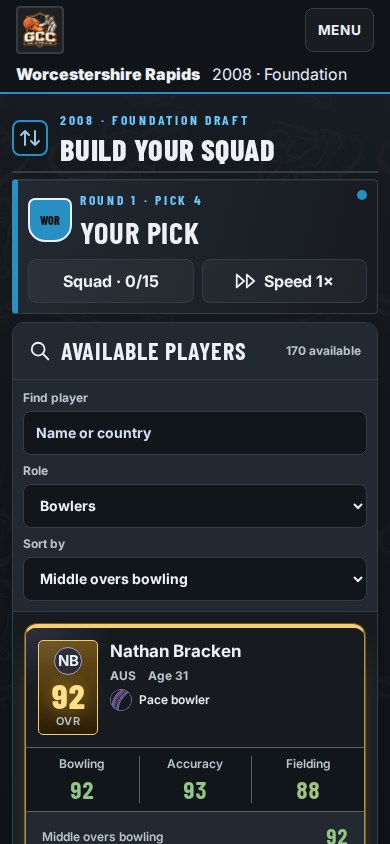 GCC
MENU
Worcestershire Rapids 2008 · Foundation
2008 · FOUNDATION DRAFT
BUILD YOUR SQUAD
ROUND 1 · PICK 4
WOR
YOUR PICK
Squad · 0/15
Speed 1×
AVAILABLE PLAYERS
170 available
Find player
Name or country
Role
Bowlers
Sort by
Middle overs bowling
NB
92
OVR
Nathan Bracken
AUS Age 31
Pace bowler
Bowling Accuracy Fielding
92 93 88
Middle overs bowling 92